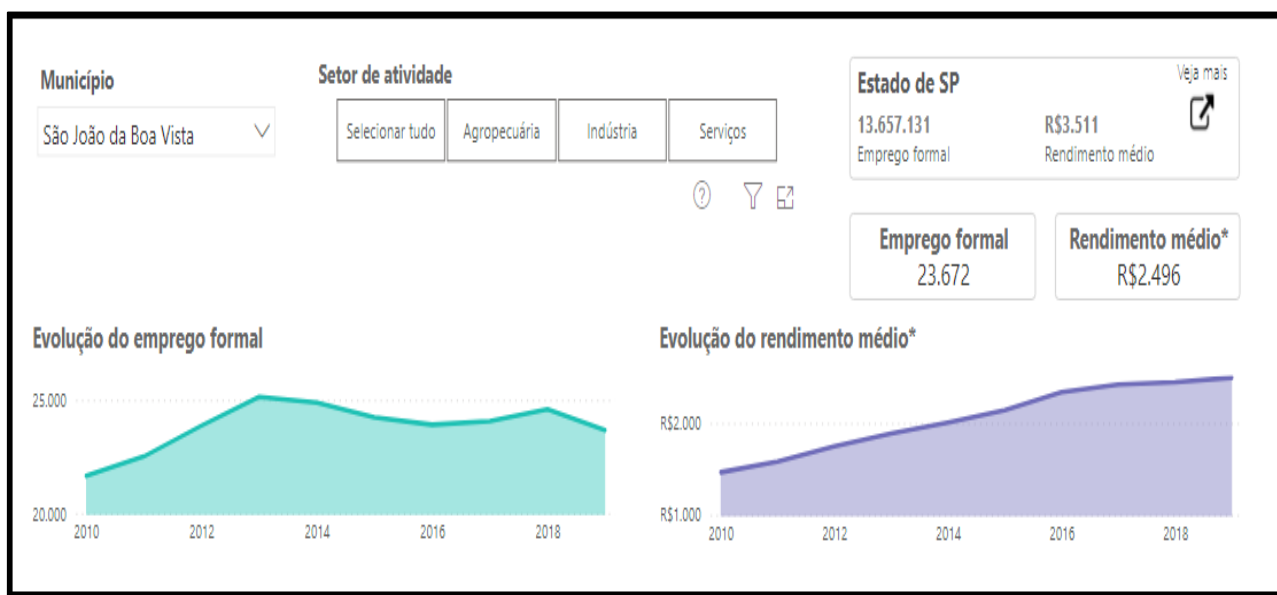 Município
São João da Boa Vista
Setor de atividade
Selecionar tudo
Agropecuária
Indústria
Serviços
?
Estado de SP
Veja mais
13.657.131
R$3.511
Emprego formal
Rendimento médio
Emprego formal
23.672
Rendimento médio*
R$2.496
Evolução do emprego formal
25.000
20.000
2010 2012 2014 2016 2018
Evolução do rendimento médio*
R$2.000
R$1.000
2010 2012 2014 2016 2018